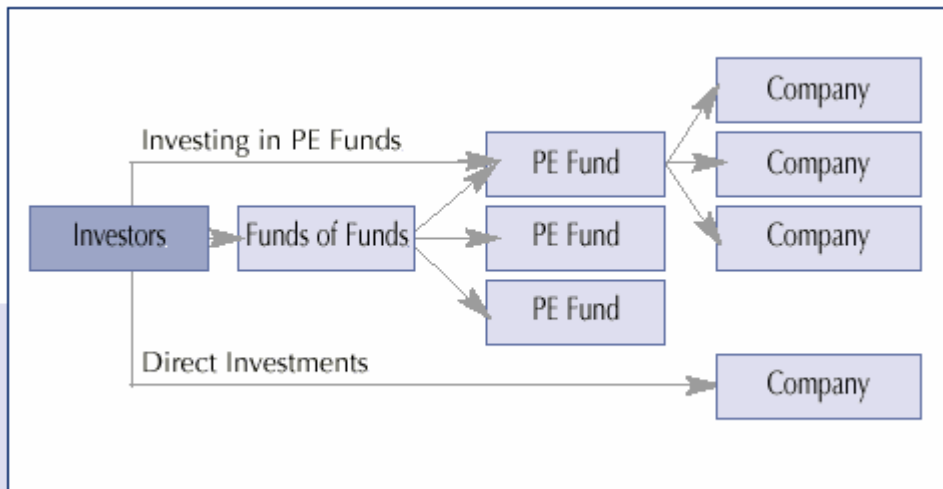 Company
Investing in PE Funds
PE Fund
Company
Investors
Funds of Funds
PE Fund
Company
PE Fund
Direct Investments
Company